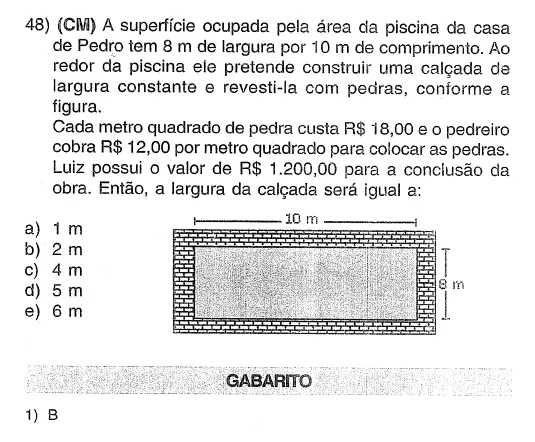 48) (CM) A superfície ocupada pela área da piscina da casa
de Pedro tem 8 m de largura por 10 m de comprimento. Ao
redor da piscina ele pretende construir uma calçada de
largura constante e revesti-la com pedras, conforme a
figura.
Cada metro quadrado de pedra custa R$ 18,00 e o pedreiro
cobra R$ 12,00 por metro quadrado para colocar as pedras.
Luiz possui o valor de R$ 1.200,00 para a conclusão da
obra. Então, a largura da calçada será igual a:
10 m
a) 1 m
b) 2 m
c) 4 m
8 m
d) 5 m
e) 6 m
GABARITO
1) B